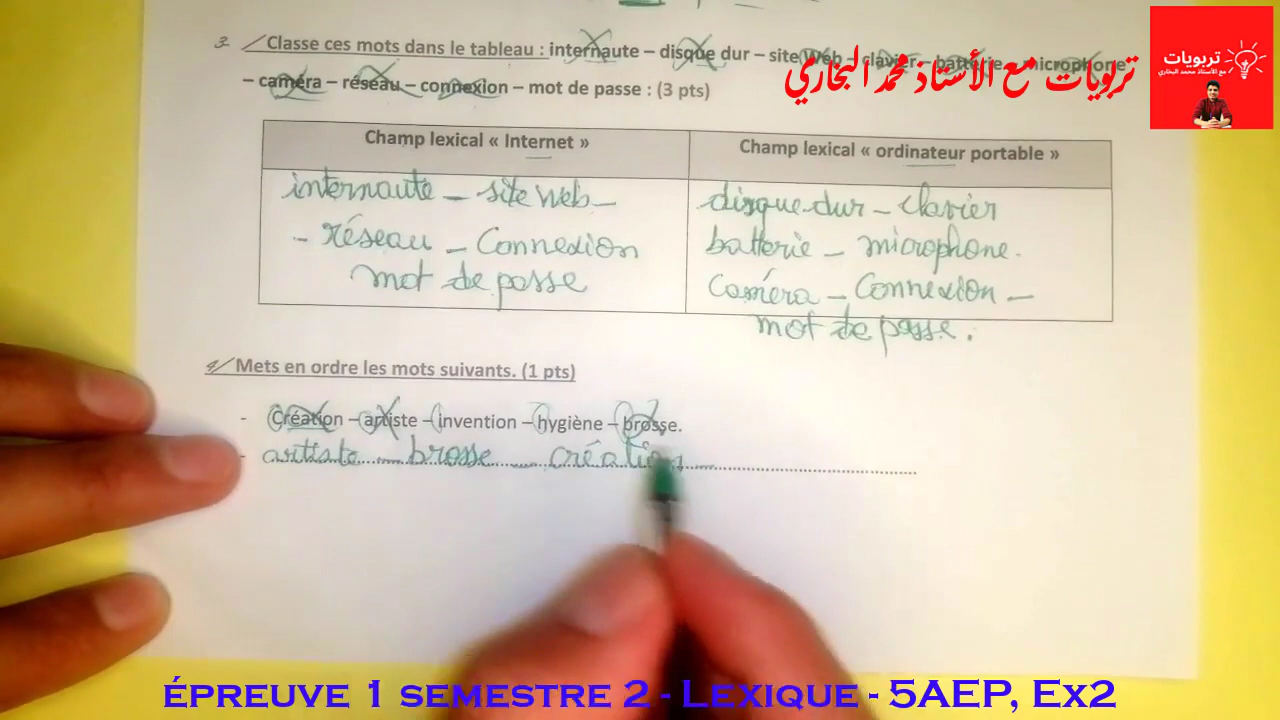 3 / Classe ces mots dans le tableau : internaute – disque dur – site Web – clavier – batterie – microphone
– caméra – réseau – connexion – mot de passe : (3 pts)
تربويات مع الأستاذ محمد البخاري
تربويات
مع الأستاذ محمد البخاري
Champ lexical « Internet »
Champ lexical « ordinateur portable »
internaute – site web –
– réseau – Connexion
mot de passe
disque dur – clavier
batterie – microphone.
caméra – Connexion –
mot de passe.
4/ Mets en ordre les mots suivants. (1 pts)
- Création – artiste – invention – hygiène – brosse.
- artiste brosse création
épreuve 1 semestre 2 - Lexique - 5AEP, Ex2